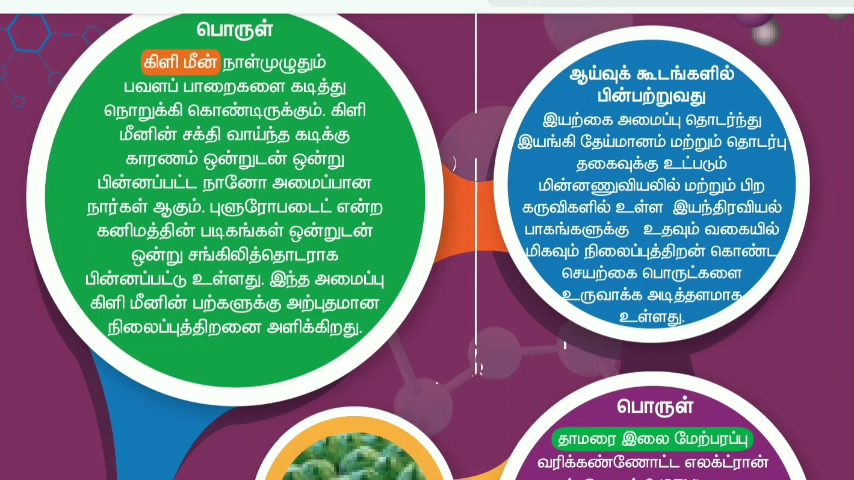 பொருள்
கிளி மீன் நாள்முழுதும்
பவளப் பாறைகளை கடித்து
நொறுக்கி கொண்டிருக்கும். கிளி
மீனின் சக்தி வாய்ந்த கடிக்கு
காரணம் ஒன்றுடன் ஒன்று
பின்னப்பட்ட நானோ அமைப்பான
நார்கள் ஆகும். புளுரோபடைட் என்ற
கனிமத்தின் படிகங்கள் ஒன்றுடன்
ஒன்று சங்கிலித்தொடராக
பின்னப்பட்டு உள்ளது. இந்த அமைப்பு
கிளி மீனின் பற்களுக்கு அற்புதமான
நிலைப்புத்திறனை அளிக்கிறது.
ஆய்வுக் கூடங்களில்
பின்பற்றுவது
இயற்கை அமைப்பு தொடர்ந்து
இயங்கி தேய்மானம் மற்றும் தொடர்பு
தகைவுக்கு உட்படும்
மின்னணுவியலில் மற்றும் பிற
கருவிகளில் உள்ள இயந்திரவியல்
பாகங்களுக்கு உதவும் வகையில்
மிகவும் நிலைப்புத்திறன் கொண்ட
செயற்கை பொருட்களை
உருவாக்க அடித்தளமாக
உள்ளது.
பொருள்
தாமரை இலை மேற்பரப்பு
வரிக்கண்ணோட்ட எலக்ட்ரான்